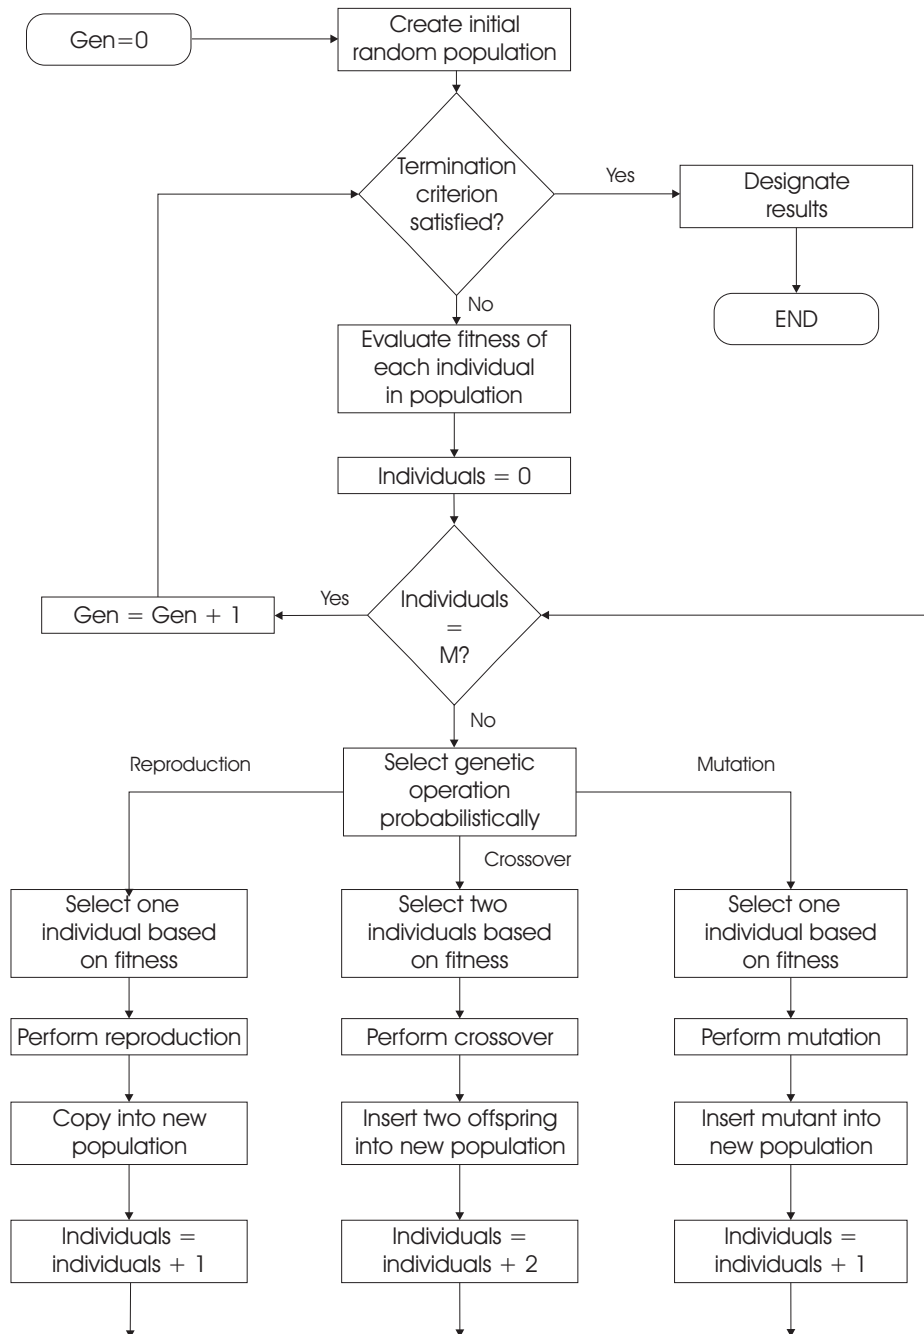 Gen=0
Create initial
random population
Termination
criterion
satisfied?
Yes
Designate
results
END
No
Evaluate fitness of
each individual
in population
Individuals = 0
Individuals
=
M?
Yes
Gen = Gen + 1
No
Select genetic
operation
probabilistically
Reproduction
Crossover
Mutation
Select one
individual based
on fitness
Perform reproduction
Copy into new
population
Individuals =
individuals + 1
Select two
individuals based
on fitness
Perform crossover
Insert two offspring
into new population
Individuals =
individuals + 2
Select one
individual based
on fitness
Perform mutation
Insert mutant into
new population
Individuals =
individuals + 1